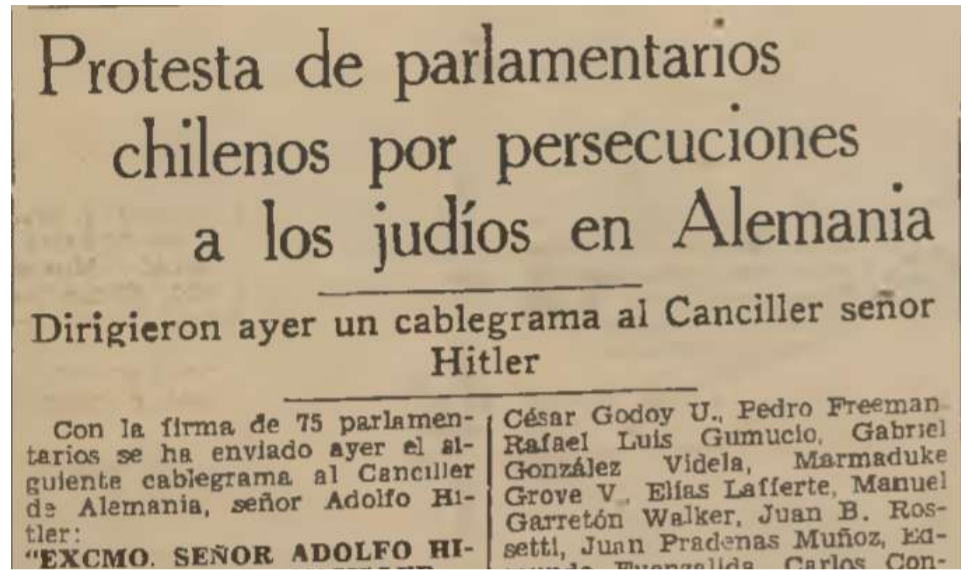 Protesta de parlamentarios
chilenos por persecuciones
a los judíos en Alemania
Dirigieron ayer un cablegrama al Canciller señor
Hitler
Con la firma de 75 parlamen-
tarios se ha enviado ayer el si-
guiente cablegrama al Canciller
de Alemania, señor Adolfo Hi-
tler:
"EXCMO. SEÑOR ADOLFO HI-
César Godoy U., Pedro Freeman
Rafael Luis Gumucio, Gabriel
González Videla, Marmaduke
Grove V., Elías Lafferte, Manuel
Garretón Walker, Juan B. Ros-
setti, Juan Pradenas Muñoz, Ed-
Carlos Con-